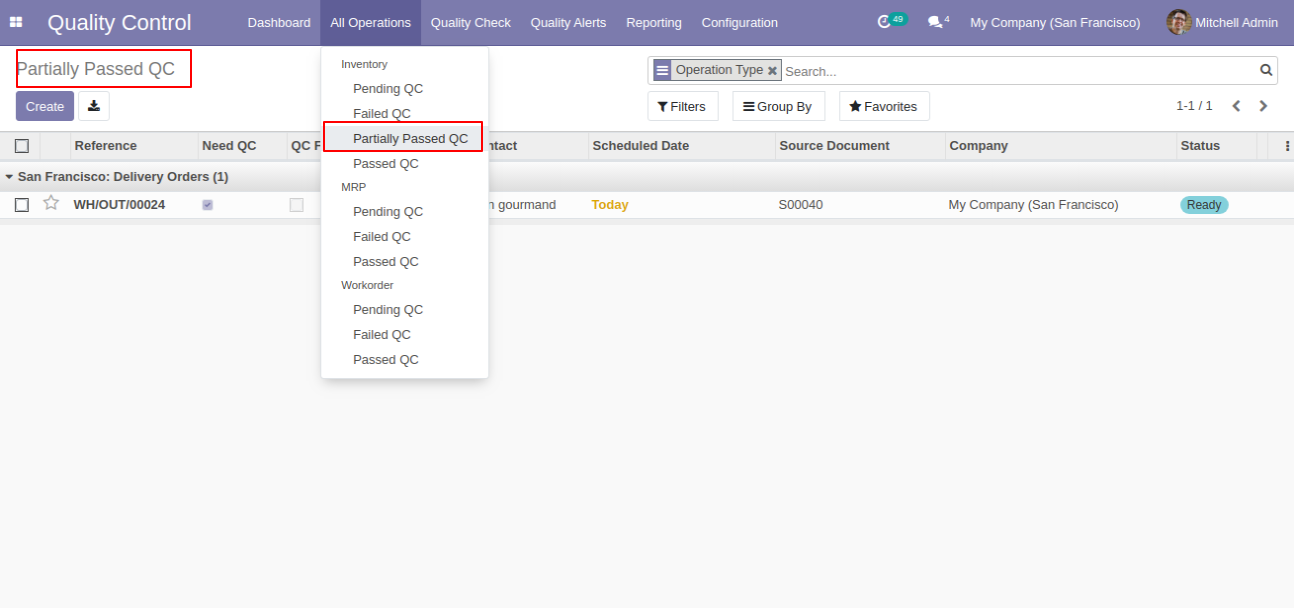 Quality Control Dashboard All Operations Quality Check Quality Alerts Reporting Configuration 49 4 My Company (San Francisco) Mitchell Admin
Partially Passed QC
Operation Type Search...
Create
Filters Group By Favorites 1-1 / 1
Inventory
Pending QC
Failed QC
Partially Passed QC
Passed QC
MRP
Pending QC
Failed QC
Passed QC
Workorder
Pending QC
Failed QC
Passed QC
Reference Need QC QC Scheduled Date Source Document Company Status
San Francisco: Delivery Orders (1)
WH/OUT/00024 gourmand Today S00040 My Company (San Francisco) Ready